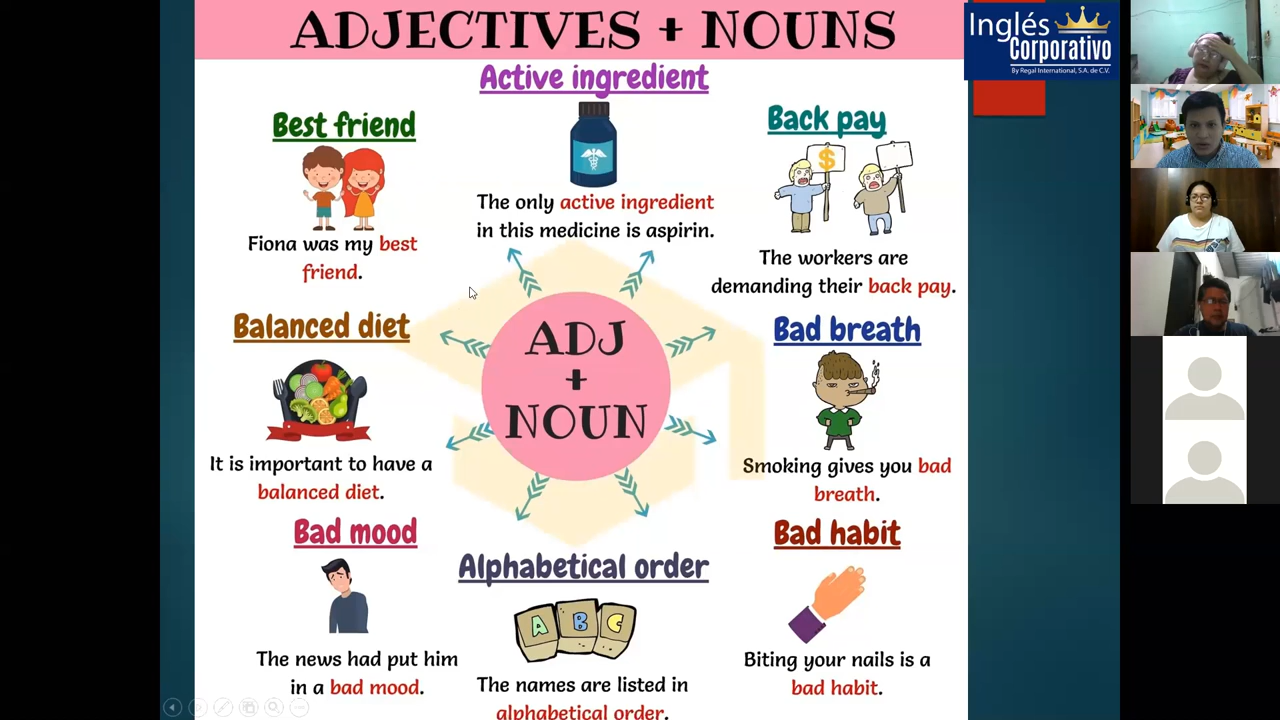 ADJECTIVES + NOUNS
Inglés
Corporativo
By Regal International, S.A. de C.V.
Active ingredient
The only active ingredient
in this medicine is aspirin.
Best friend
Fiona was my best
friend.
Back pay
$
The workers are
demanding their back pay.
Balanced diet
It is important to have a
balanced diet.
ADJ
+
NOUN
Bad breath
Smoking gives you bad
breath.
Bad mood
The news had put him
in a bad mood.
Alphabetical order
A B C
The names are listed in
alphabetical order.
Bad habit
Biting your nails is a
bad habit.